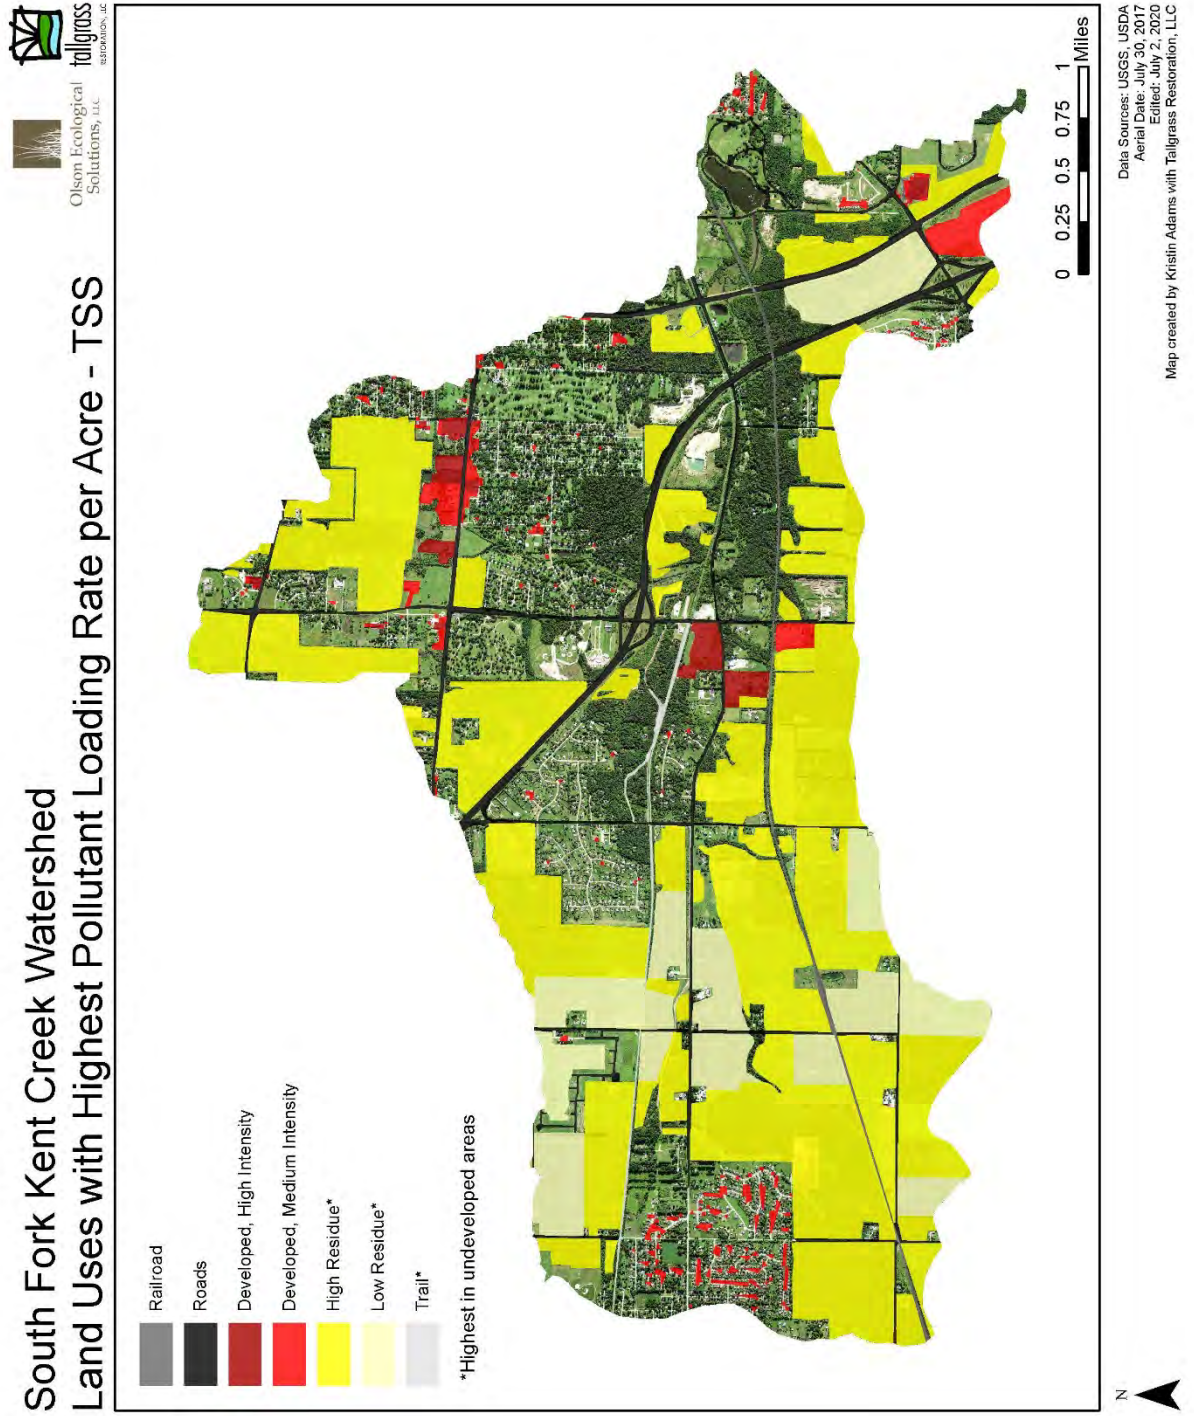 South Fork Kent Creek Watershed
Land Uses with Highest Pollutant Loading Rate per Acre - TSS
Olson Ecological
Solutions, LLC
tallgrass
RESTORATION, LLC
Railroad
Roads
Developed, High Intensity
Developed, Medium Intensity
High Residue*
Low Residue*
Trail*
*Highest in undeveloped areas
0 0.25 0.5 0.75 1
Miles
N
Data Sources: USGS, USDA
Aerial Date: July 30, 2017
Edited: July 2, 2020
Map created by Kristin Adams with Tallgrass Restoration, LLC